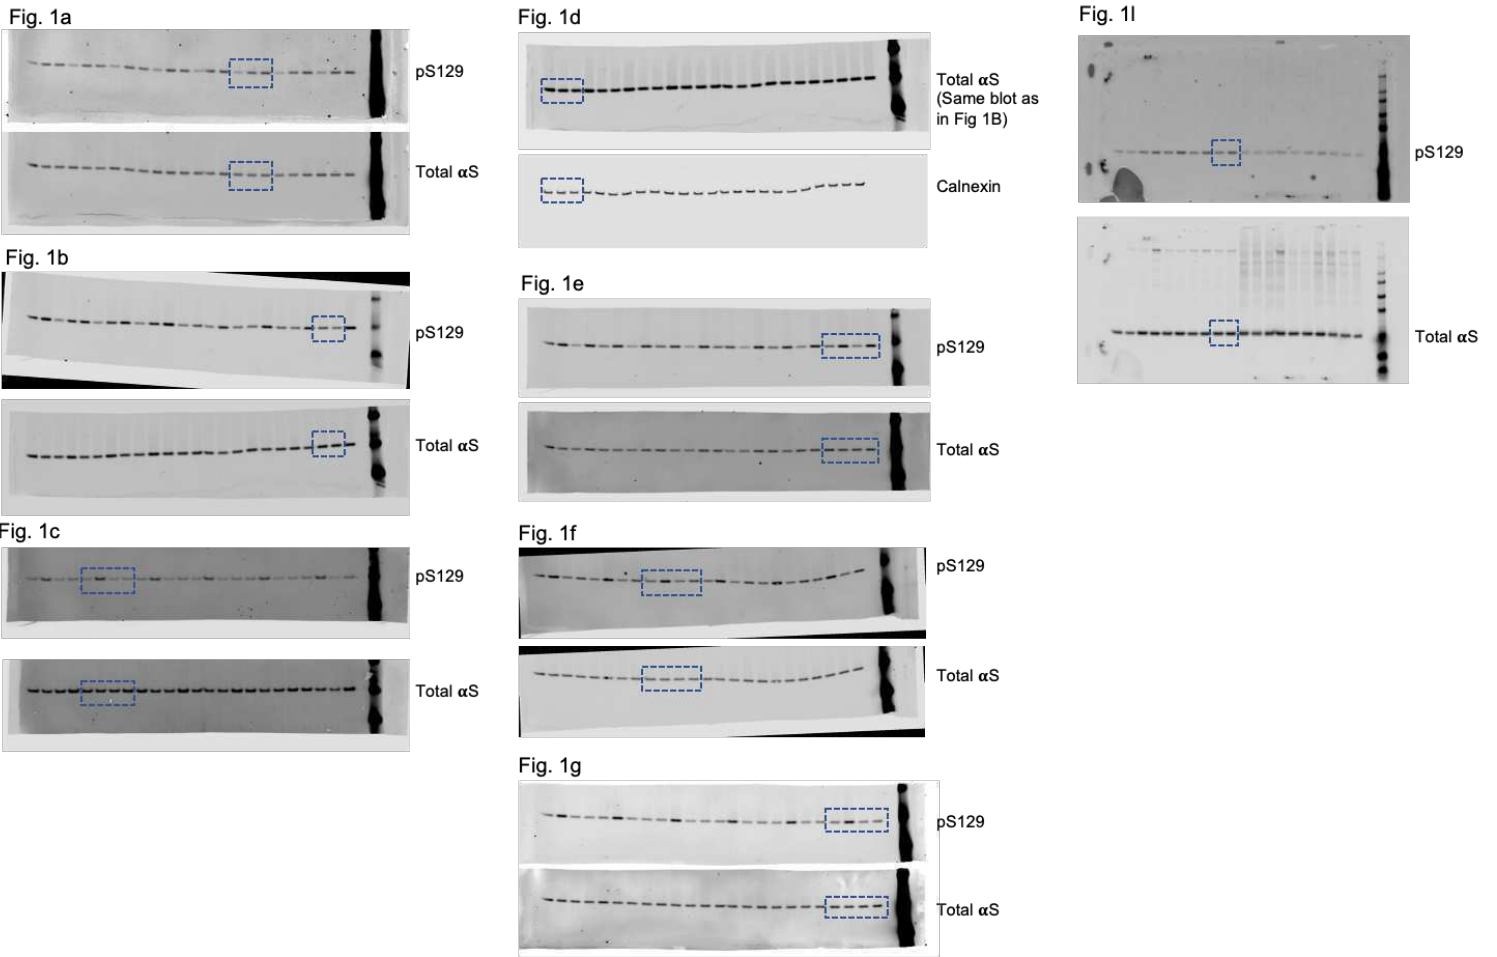 Fig. 1a
pS129
Total αS
Fig. 1b
pS129
Total αS
Fig. 1c
pS129
Total αS
Fig. 1d
Total αS
(Same blot as
in Fig 1B)
Calnexin
Fig. 1e
pS129
Total αS
Fig. 1f
pS129
Total αS
Fig. 1g
pS129
Total αS
Fig. 1l
pS129
Total αS